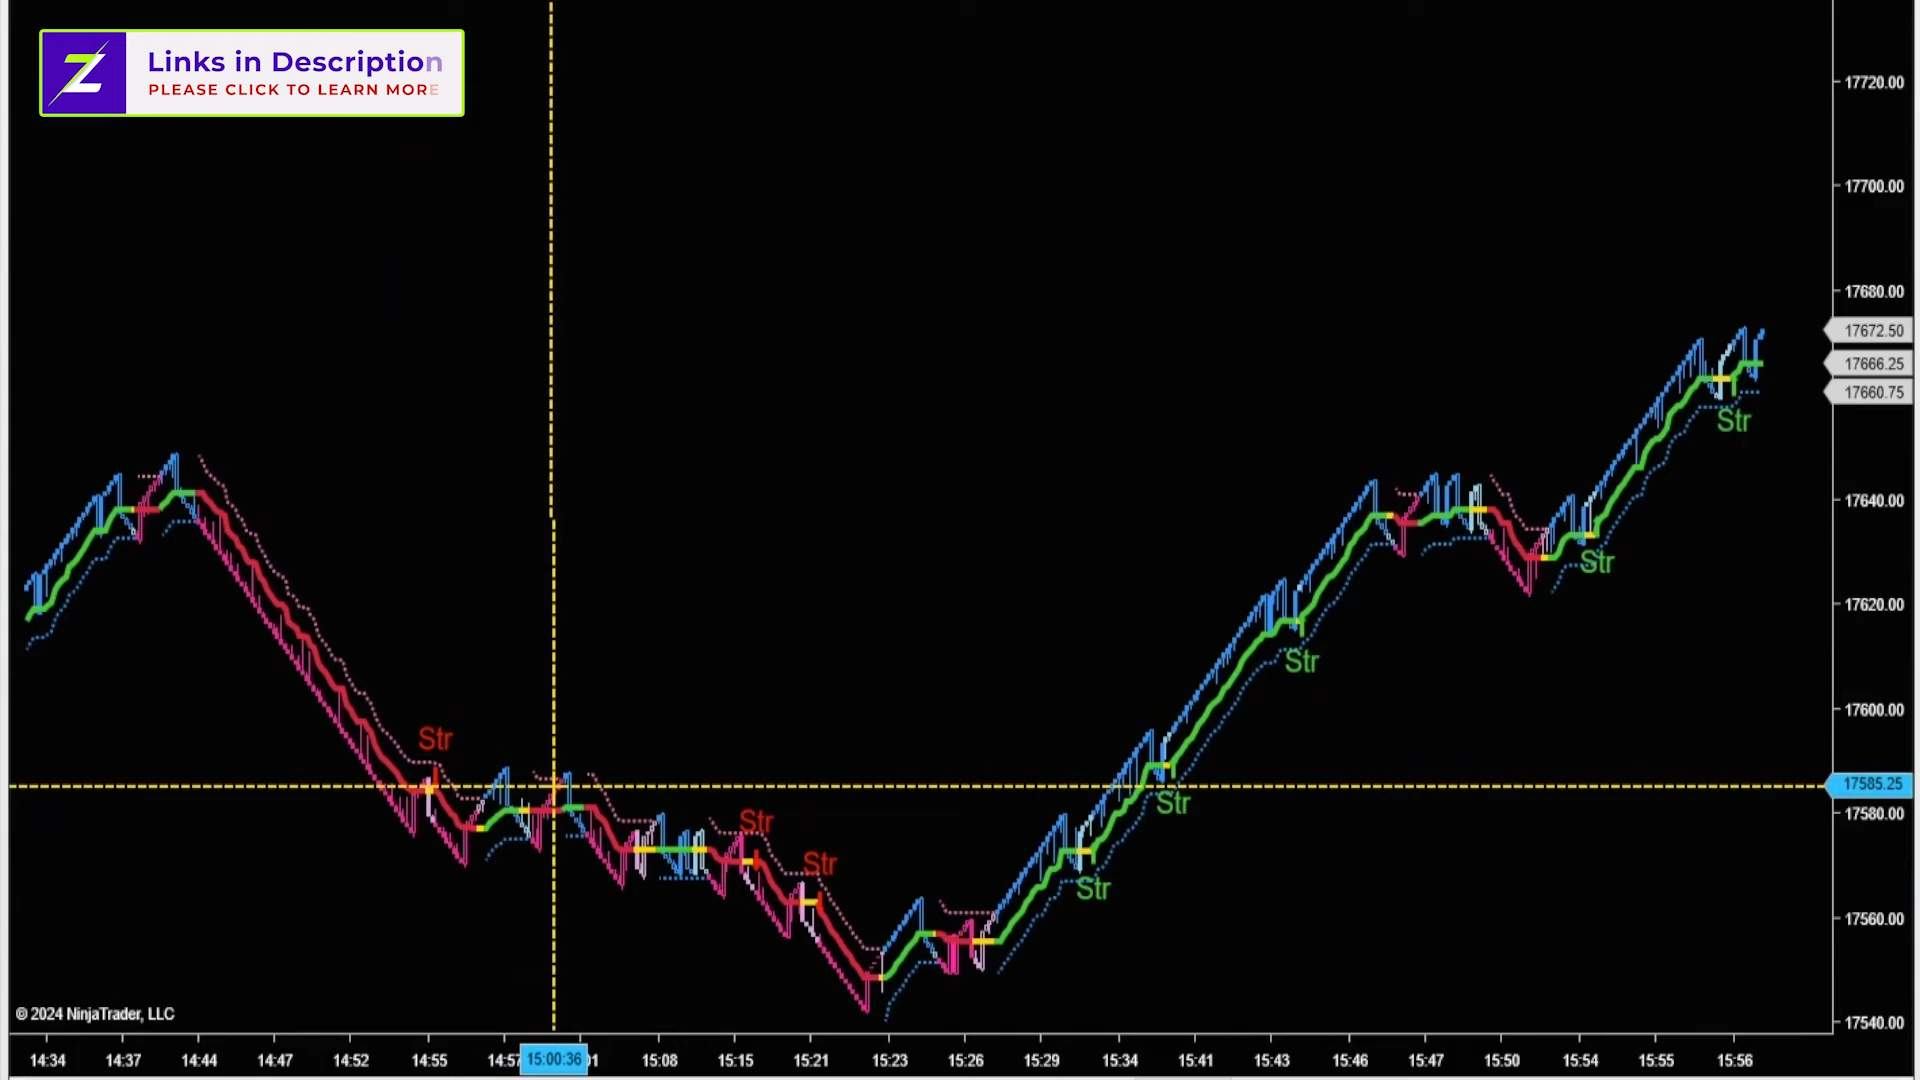 Links in Description
PLEASE CLICK TO LEARN MORE
17720.00
17700.00
17680.00
17672.50
17666.25
17660.75
Str
17640.00
Str
17620.00
Str
17600.00
Str
17585.25
Str
17580.00
Str
Str
Str
17560.00
© 2024 NinjaTrader, LLC
17540.00
14:34 14:37 14:44 14:47 14:52 14:55 14:57 15:00:36 01 15:08 15:15 15:21 15:23 15:26 15:29 15:34 15:41 15:43 15:46 15:47 15:50 15:54 15:55 15:56